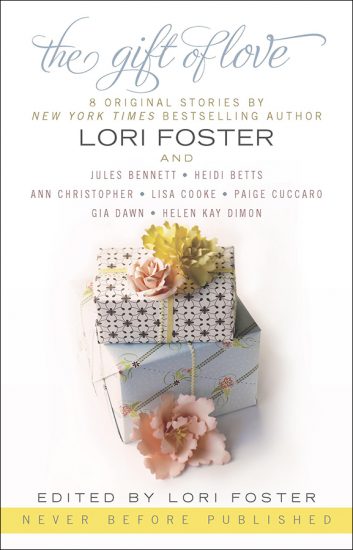 the gift of love
8 ORIGINAL STORIES BY
NEW YORK TIMES BESTSELLING AUTHOR
LORI FOSTER
AND
JULES BENNETT • HEIDI BETTS
ANN CHRISTOPHER • LISA COOKE • PAIGE CUCCARO
GIA DAWN • HELEN KAY DIMON
EDITED BY LORI FOSTER
NEVER BEFORE PUBLISHED